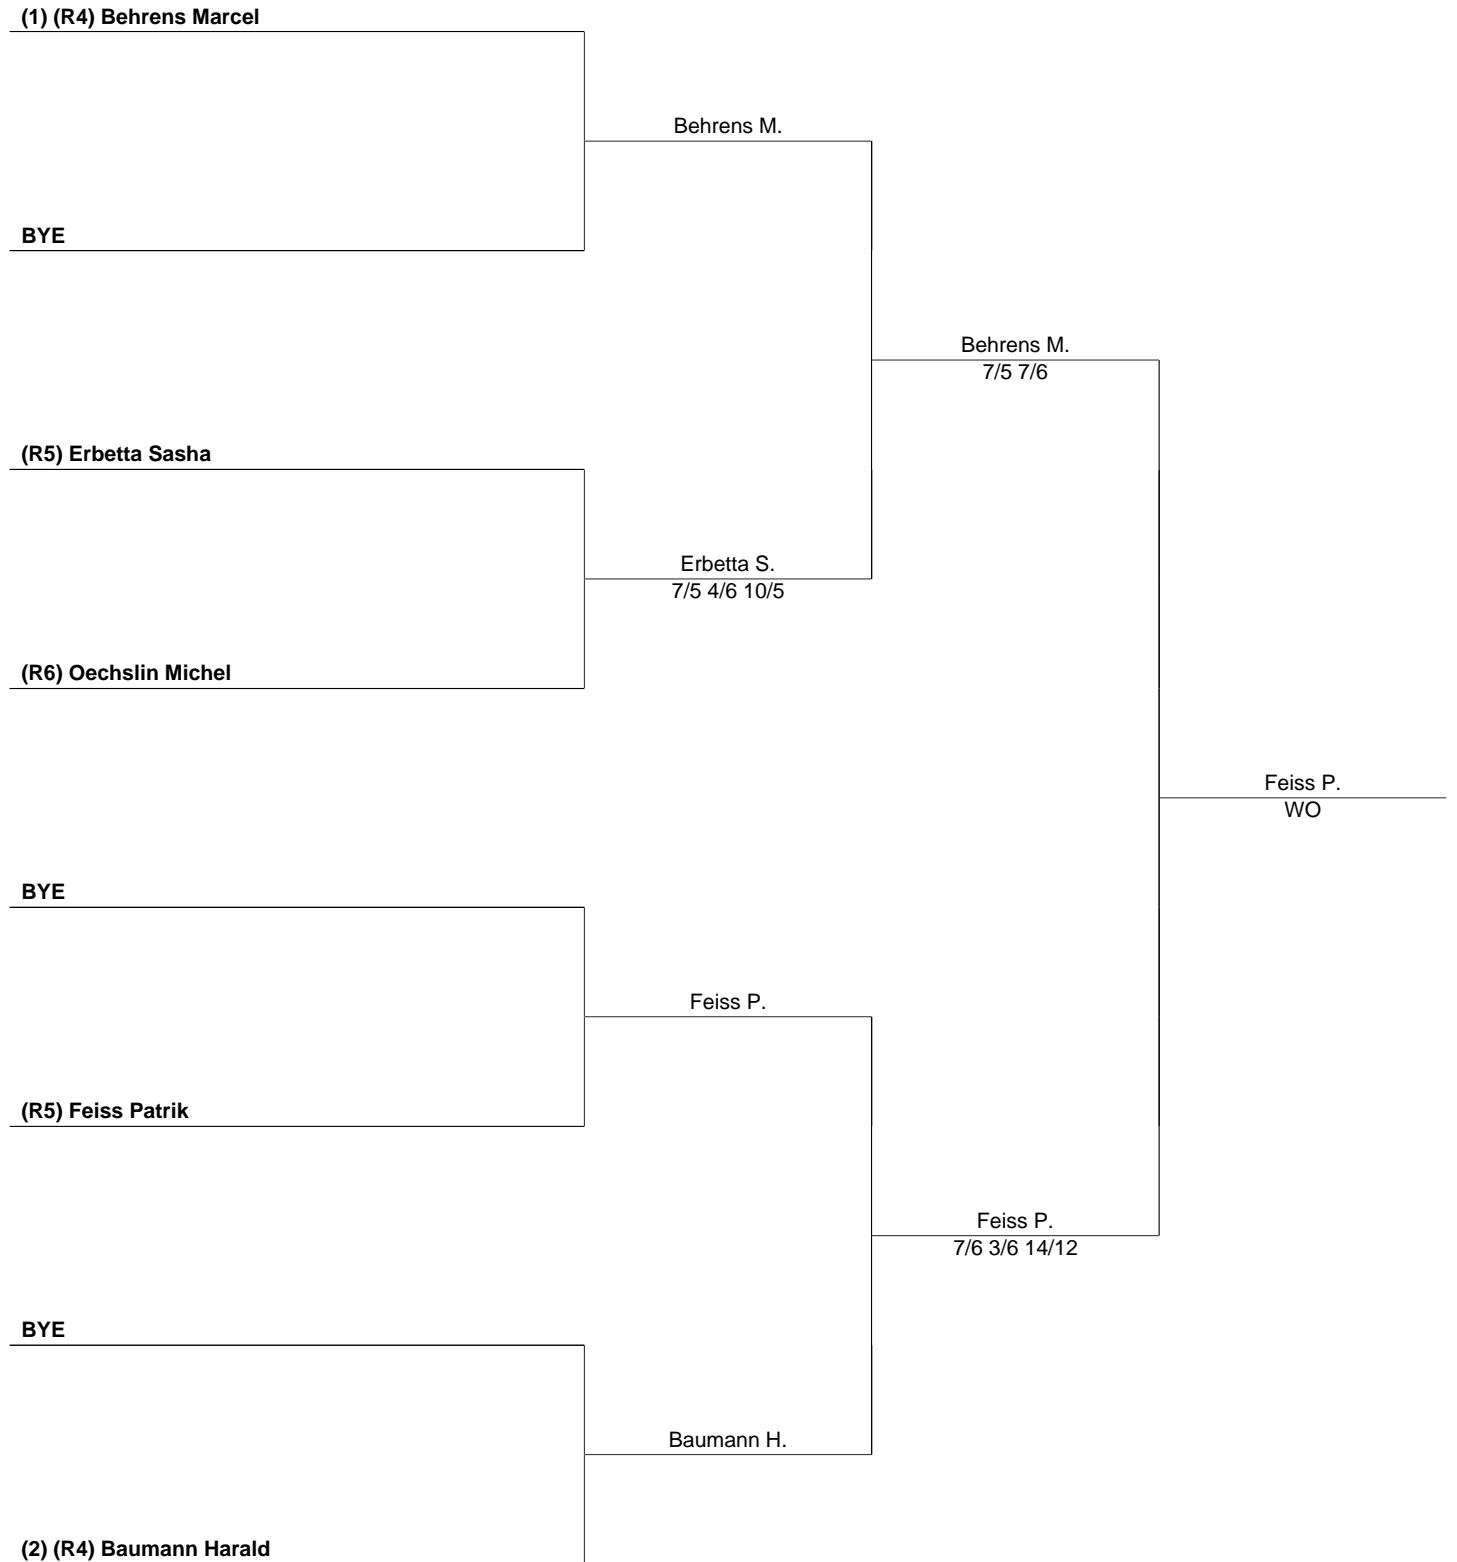 (1) (R4) Behrens Marcel
Behrens M.
BYE
Behrens M.
7/5 7/6
(R5) Erbetta Sasha
Erbetta S.
7/5 4/6 10/5
(R6) Oechslin Michel
Feiss P.
WO
BYE
Feiss P.
(R5) Feiss Patrik
Feiss P.
7/6 3/6 14/12
BYE
Baumann H.
(2) (R4) Baumann Harald